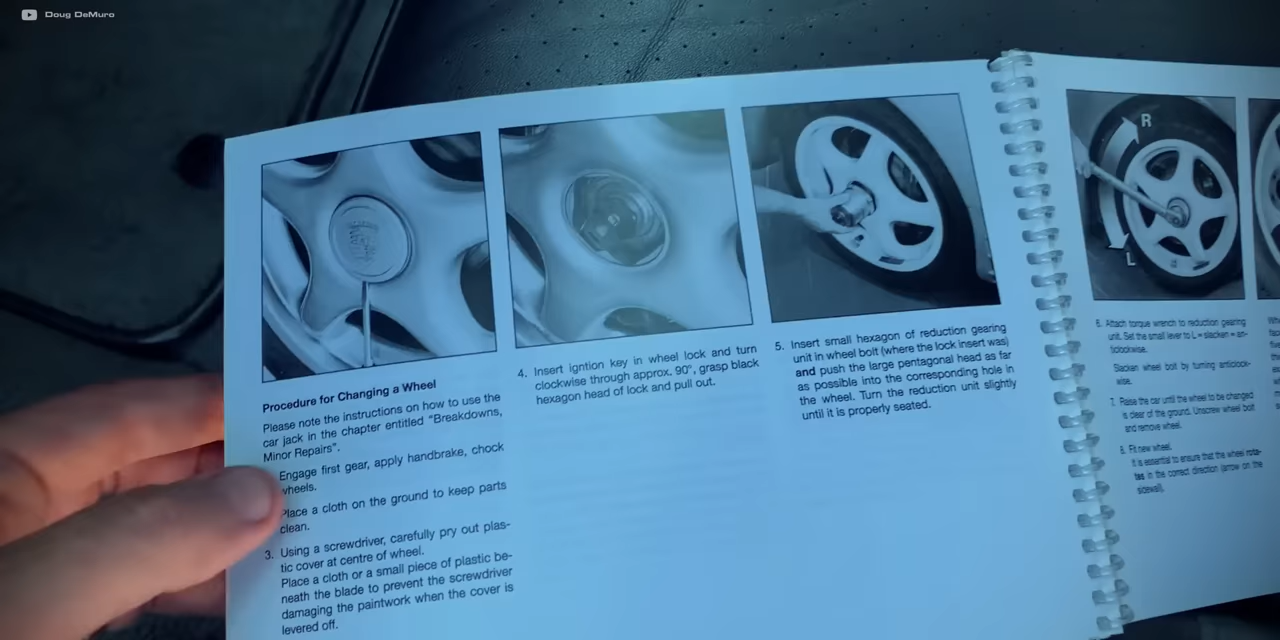 Doug DeMuro
Procedure for Changing a Wheel
Please note the instructions on how to use the
car jack in the chapter entitled "Breakdowns,
Minor Repairs".
Engage first gear, apply handbrake, chock
wheels.
Place a cloth on the ground to keep parts
clean.
3. Using a screwdriver, carefully pry out plas-
tic cover at centre of wheel.
Place a cloth or a small piece of plastic be-
neath the blade to prevent the screwdriver
damaging the paintwork when the cover is
levered off.
4. Insert igntion key in wheel lock and turn
clockwise through approx. 90°, grasp black
hexagon head of lock and pull out.
5. Insert small hexagon of reduction gearing
unit in wheel bolt (where the lock insert was)
and push the large pentagonal head as far
as possible into the corresponding hole in
the wheel. Turn the reduction unit slightly
until it is properly seated.
R
L
6. Attach torque wrench to reduction gearing
unit. Set the small lever to L = slacken = an-
ticlockwise.
Slacken wheel bolt by turning anticlock-
wise.
7. Raise the car until the wheel to be changed
is clear of the ground. Unscrew wheel bolt
and remove wheel.
8. Fit new wheel.
It is essential to ensure that the wheel rota-
tes in the correct direction (arrow on the
sidewall).